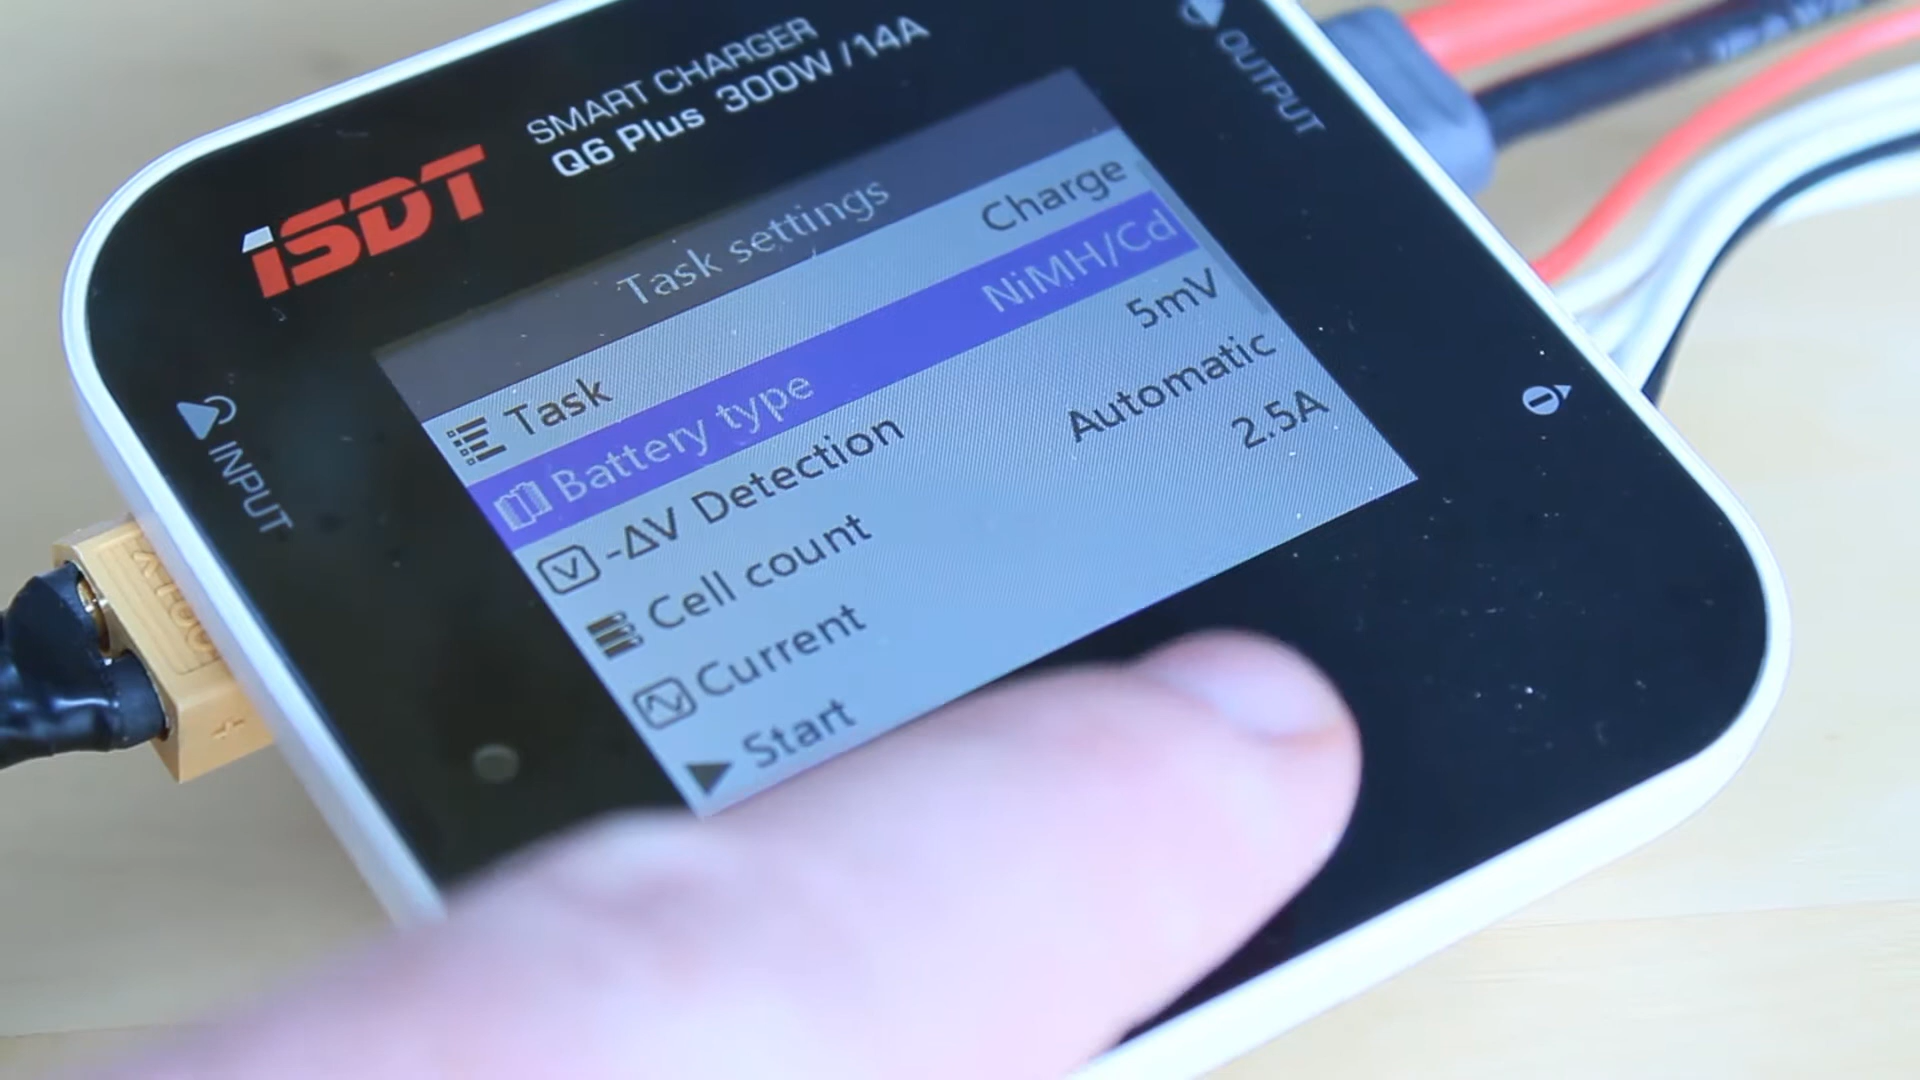 SMART CHARGER
Q6 Plus 300W /14A
iSDT
OUTPUT
INPUT
Task settings
Task Charge
Battery type NiMH/Cd
-ΔV Detection 5mV
Cell count Automatic
Current 2.5A
Start